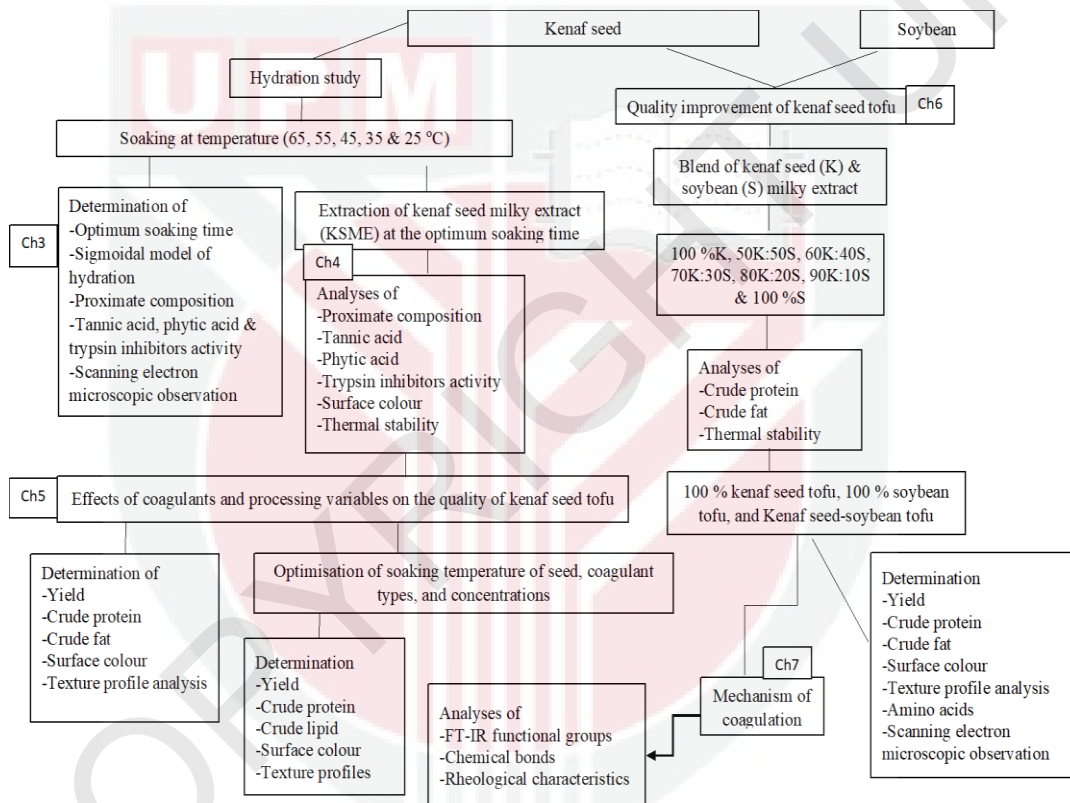 Kenaf seed
Soybean
Hydration study
Quality improvement of kenaf seed tofu
Ch6
Soaking at temperature (65, 55, 45, 35 & 25 °C)
Blend of kenaf seed (K) &
soybean (S) milky extract
Ch3
Determination of
-Optimum soaking time
-Sigmoidal model of
hydration
-Proximate composition
-Tannic acid, phytic acid &
trypsin inhibitors activity
-Scanning electron
microscopic observation
Extraction of kenaf seed milky extract
(KSME) at the optimum soaking time
Ch4
Analyses of
-Proximate composition
-Tannic acid
-Phytic acid
-Trypsin inhibitors activity
-Surface colour
-Thermal stability
100 %K, 50K:50S, 60K:40S,
70K:30S, 80K:20S, 90K:10S
& 100 %S
Analyses of
-Crude protein
-Crude fat
-Thermal stability
Ch5
Effects of coagulants and processing variables on the quality of kenaf seed tofu
100 % kenaf seed tofu, 100 % soybean
tofu, and Kenaf seed-soybean tofu
Determination of
-Yield
-Crude protein
-Crude fat
-Surface colour
-Texture profile analysis
Optimisation of soaking temperature of seed, coagulant
types, and concentrations
Determination
-Yield
-Crude protein
-Crude lipid
-Surface colour
-Texture profiles
Analyses of
-FT-IR functional groups
-Chemical bonds
-Rheological characteristics
Ch7
Mechanism of
coagulation
Determination
-Yield
-Crude protein
-Crude fat
-Surface colour
-Texture profile analysis
-Amino acids
-Scanning electron
microscopic observation
UPM
OPYRIGHT U